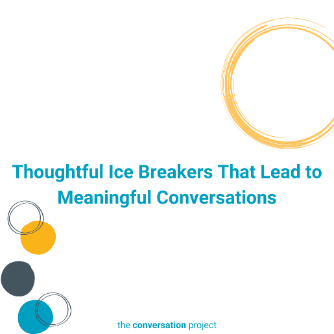 Thoughtful Ice Breakers That Lead to
Meaningful Conversations
the conversation project